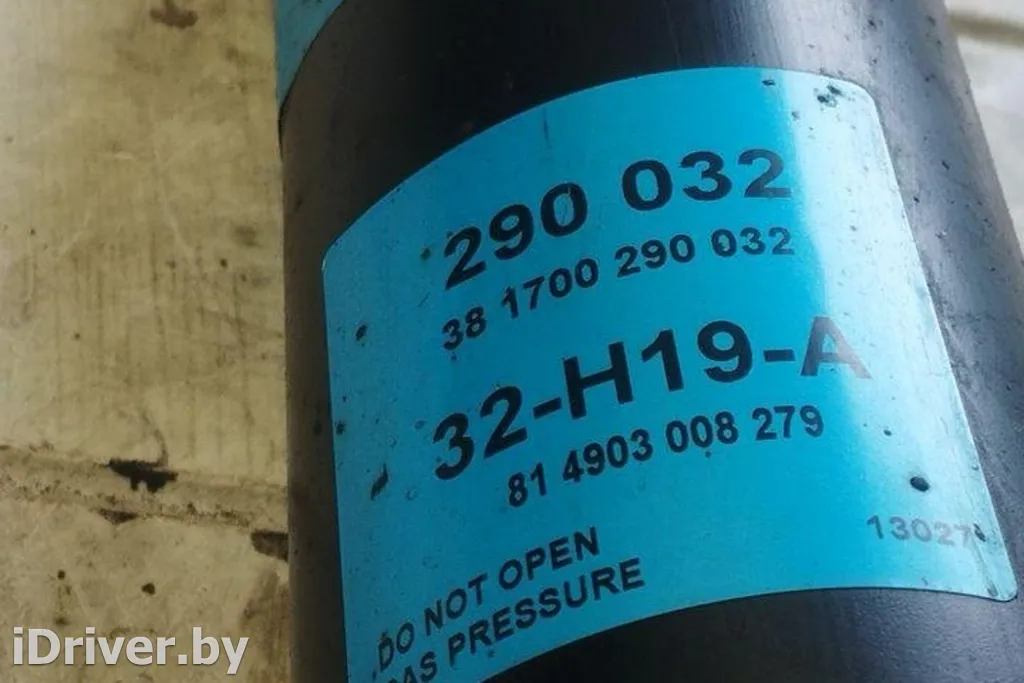 290 032
38 1700 290 032
32-H19-A
81 4903 008 279
13027
DO NOT OPEN
GAS PRESSURE
iDriver.by